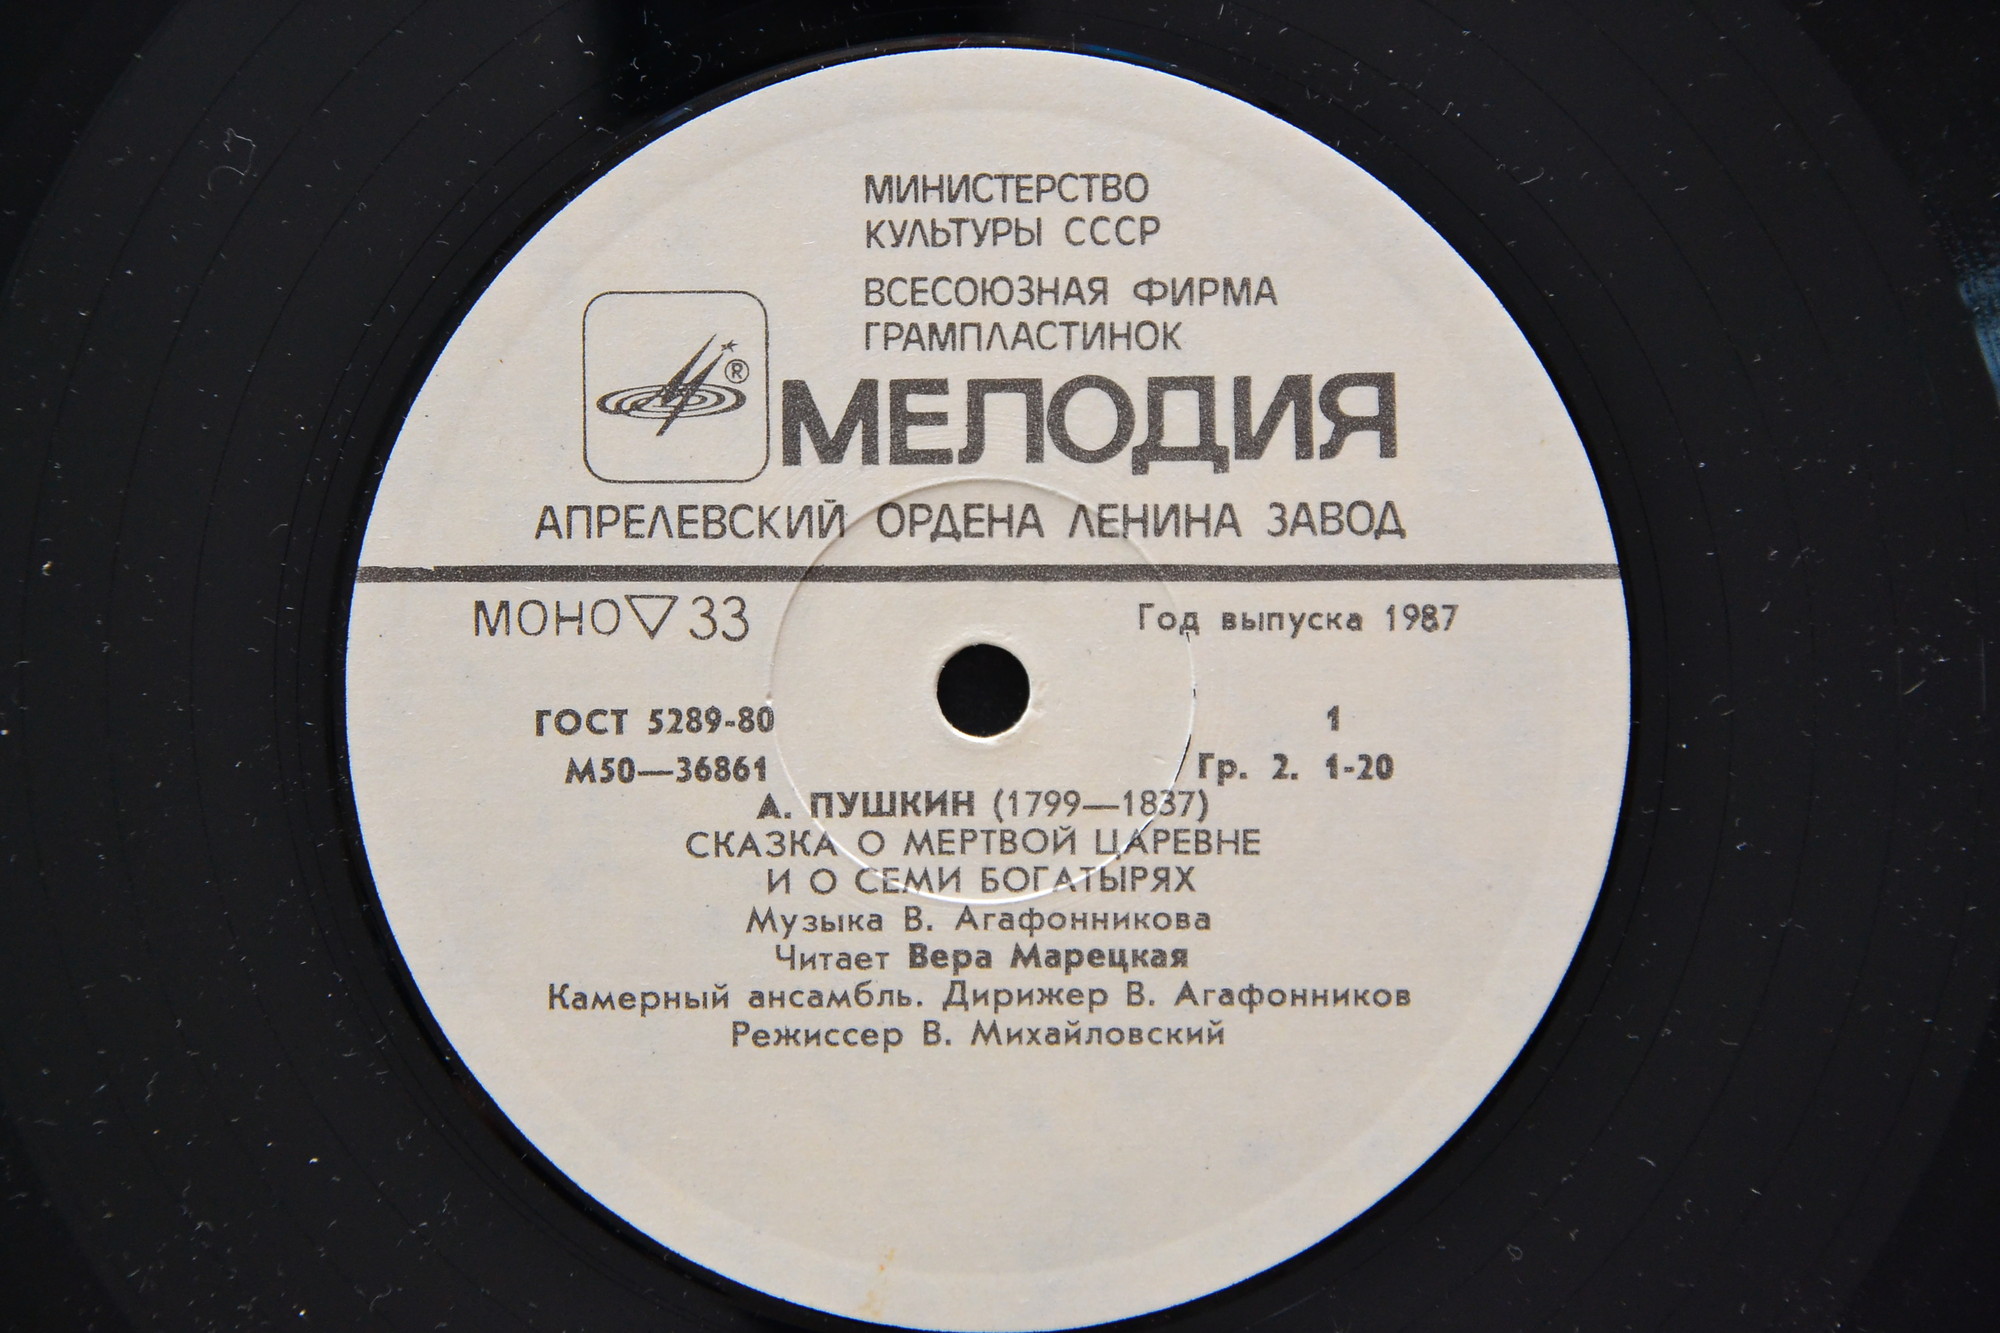 МИНИСТЕРСТВО
КУЛЬТУРЫ СССР
ВСЕСОЮЗНАЯ ФИРМА
ГРАМПЛАСТИНОК
® МЕЛОДИЯ
АПРЕЛЕВСКИЙ ОРДЕНА ЛЕНИНА ЗАВОД
МОНО ▽ 33 Год выпуска 1987
ГОСТ 5289-80 1
М50—36861 Гр. 2. 1-20
А. ПУШКИН (1799—1837)
СКАЗКА О МЕРТВОЙ ЦАРЕВНЕ
И О СЕМИ БОГАТЫРЯХ
Музыка В. Агафонникова
Читает Вера Марецкая
Камерный ансамбль. Дирижер В. Агафонников
Режиссер В. Михайловский